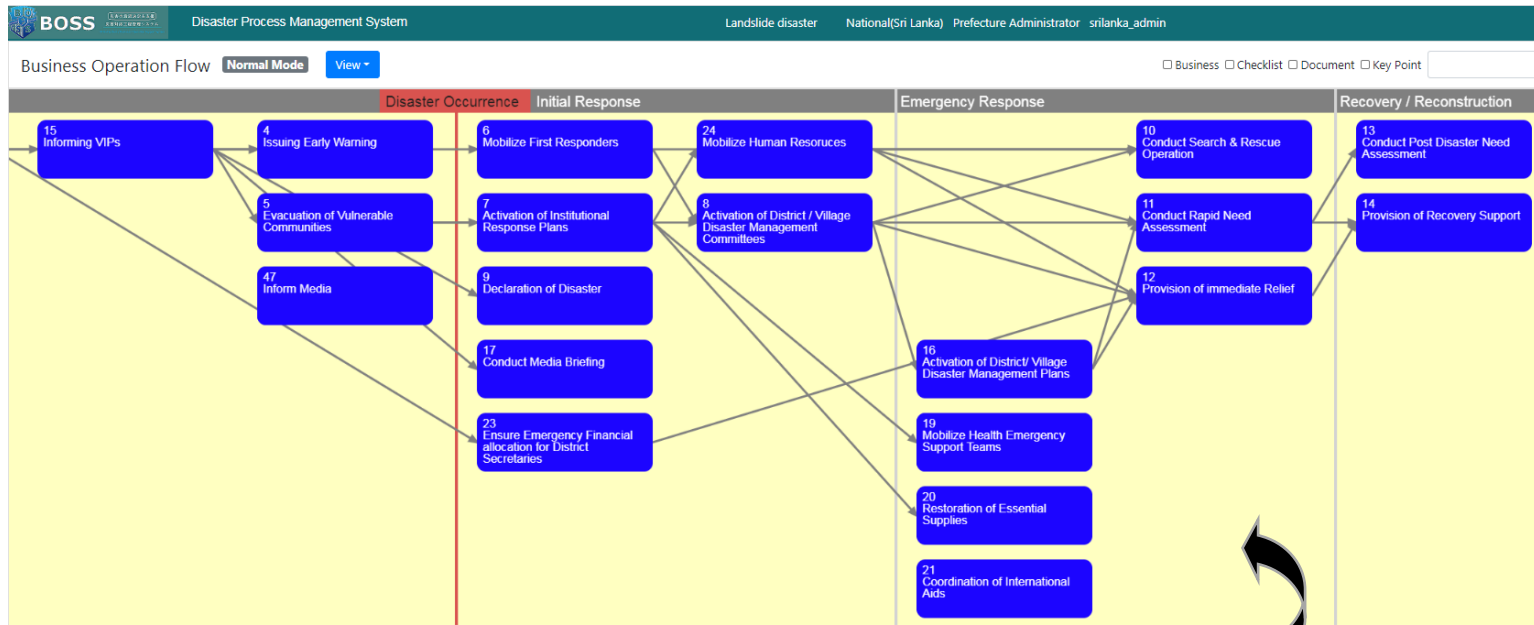 BOSS
Disaster Process Management System
Landslide disaster
National(Sri Lanka) Prefecture Administrator srilanka_admin
Business Operation Flow
Normal Mode
View
Business
Checklist
Document
Key Point
Disaster Occurrence
Initial Response
Emergency Response
Recovery / Reconstruction
15
Informing VIPs
4
Issuing Early Warning
6
Mobilize First Responders
24
Mobilize Human Resoruces
10
Conduct Search & Rescue
Operation
13
Conduct Post Disaster Need
Assessment
5
Evacuation of Vulnerable
Communities
7
Activation of Institutional
Response Plans
8
Activation of District / Village
Disaster Management
Committees
11
Conduct Rapid Need
Assessment
14
Provision of Recovery Support
47
Inform Media
9
Declaration of Disaster
12
Provision of immediate Relief
17
Conduct Media Briefing
16
Activation of District/ Village
Disaster Management Plans
23
Ensure Emergency Financial
allocation for District
Secretaries
19
Mobilize Health Emergency
Support Teams
20
Restoration of Essential
Supplies
21
Coordination of International
Aids